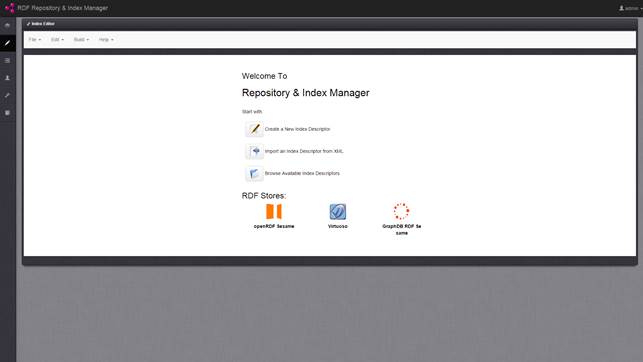 RDF Repository & Index Manager
admin
Index Editor
File Edit Build Help
Welcome To
Repository & Index Manager
Start with
Create a New Index Descriptor
Import an Index Descriptor from XML
Browse Available Index Descriptors
RDF Stores:
openRDF Sesame Virtuoso GraphDB RDF Se
same